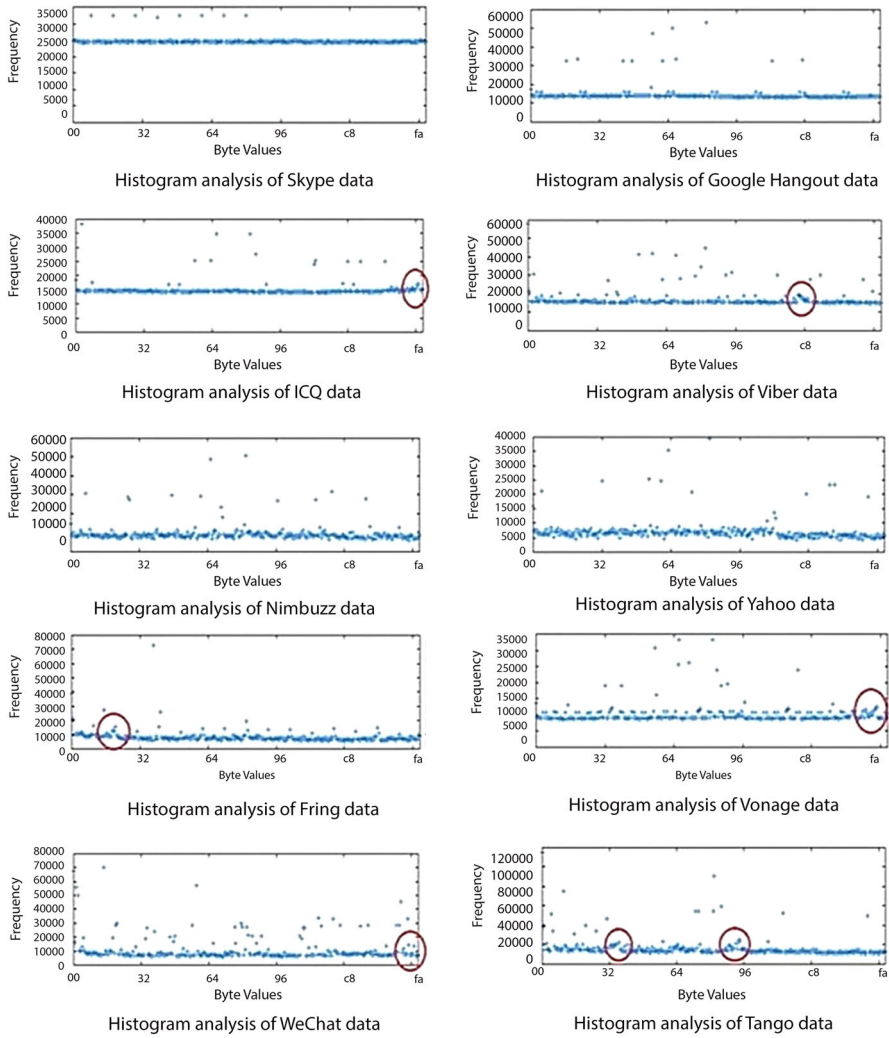 35000
30000
25000
20000
15000
10000
5000
0
Frequency
00 32 64 96 c8 fa
Byte Values
Histogram analysis of Skype data
60000
50000
40000
30000
20000
10000
0
Frequency
00 32 64 96 c8 fa
Byte Values
Histogram analysis of Google Hangout data
40000
35000
30000
25000
20000
15000
10000
5000
0
Frequency
00 32 64 96 c8 fa
Byte Values
Histogram analysis of ICQ data
60000
50000
40000
30000
20000
10000
0
Frequency
00 32 64 96 c8 fa
Byte Values
Histogram analysis of Viber data
60000
50000
40000
30000
20000
10000
0
Frequency
00 32 64 96 c8 fa
Byte Values
Histogram analysis of Nimbuzz data
40000
35000
30000
25000
20000
15000
10000
5000
0
Frequency
00 32 64 96 c8 fa
Byte Values
Histogram analysis of Yahoo data
80000
70000
60000
50000
40000
30000
20000
10000
0
Frequency
00 32 64 96 c8 fa
Byte Values
Histogram analysis of Fring data
35000
30000
25000
20000
15000
10000
5000
0
Frequency
00 32 64 96 c8 fa
Byte Values
Histogram analysis of Vonage data
80000
70000
60000
50000
40000
30000
20000
10000
0
Frequency
00 32 64 96 c8 fa
Byte Values
Histogram analysis of WeChat data
120000
100000
80000
60000
40000
20000
0
Frequency
00 32 64 96 c8 fa
Byte Values
Histogram analysis of Tango data